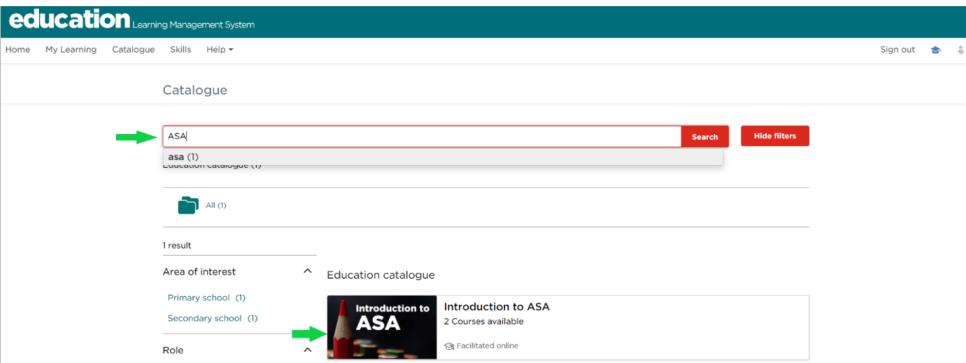 education Learning Management System
Home My Learning Catalogue Skills Help Sign out
Catalogue
ASA Search Hide filters
asa (1)
Education catalogue (1)
All (1)
1 result
Area of interest
Education catalogue
Primary school (1)
Secondary school (1)
Introduction to
ASA
Introduction to ASA
2 Courses available
Facilitated online
Role